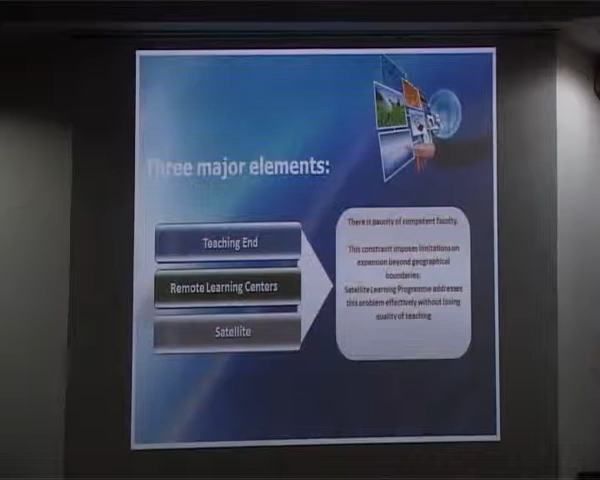 Three major elements:
Teaching End
Remote Learning Centers
Satellite
There is paucity of competent faculty.
This constraint imposes limitations on
expansion beyond geographical
boundaries.
Satellite Learning Programme addresses
this problem effectively without losing
quality of teaching